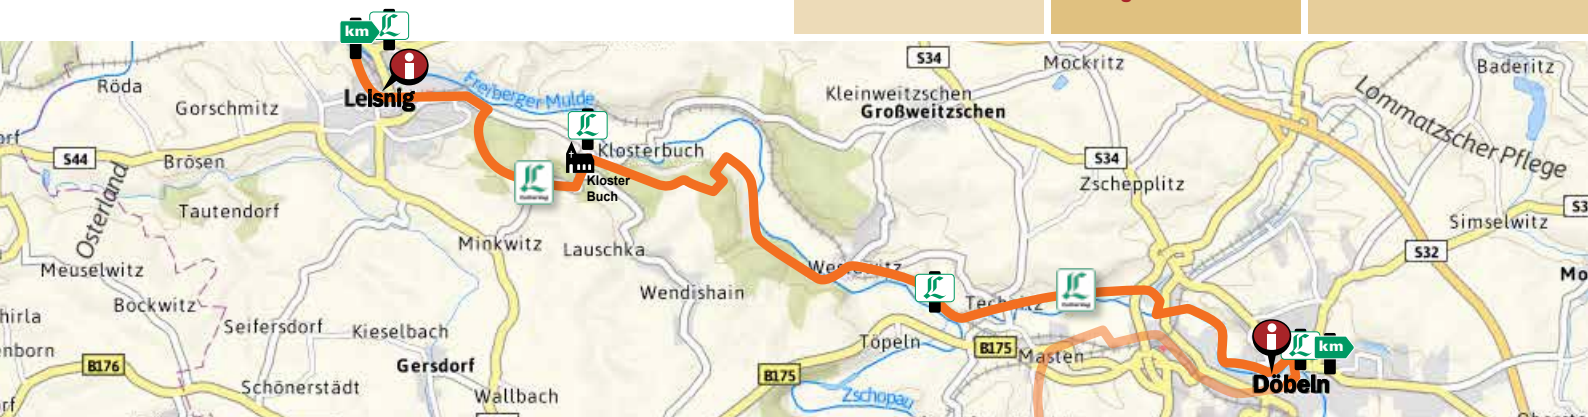 km L
Leisnig
Röda
Gorschmitz
Freiberger Mulde
S34
Mockritz
Baderitz
Kleinweitzschen
Großweitzschen
Lommatzscher Pflege
L
Klosterbuch
S44
Brösen
Osterland
L
Kloster
Buch
S34
Zschepplitz
Tautendorf
Simselwitz
Minkwitz
Lauschka
S32
Meuselwitz
Bockwitz
Wendishain
L
L
Seifersdorf
Kieselbach
Töpeln
B175
Masten
L km
B176
Gersdorf
B175
Döbeln
Schönerstädt
Wallbach
Zschopau